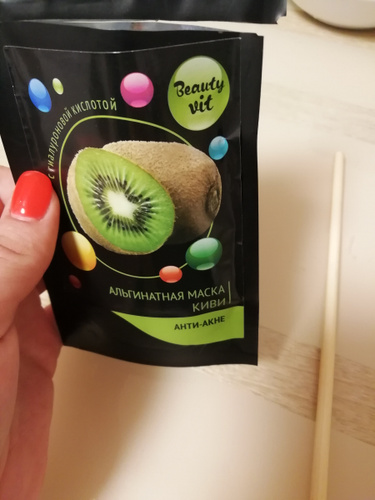 Beauty
vit
с гиалуроновой кислотой
АЛЬГИНАТНАЯ МАСКА
КИВИ
АНТИ-АКНЕ